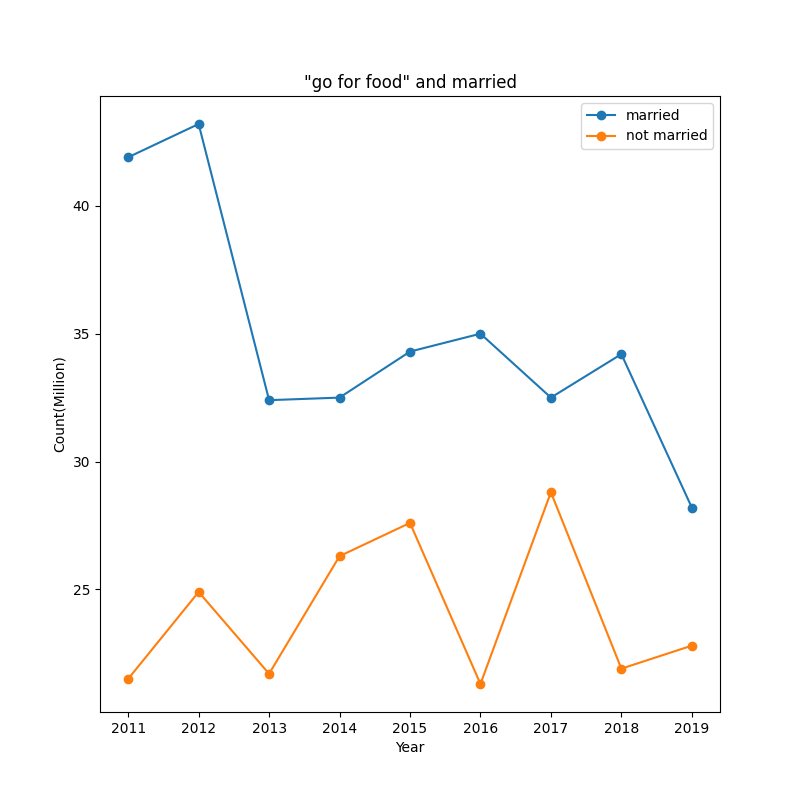 "go for food" and married
married
not married
40
35
30
25
Count(Million)
2011 2012 2013 2014 2015 2016 2017 2018 2019
Year